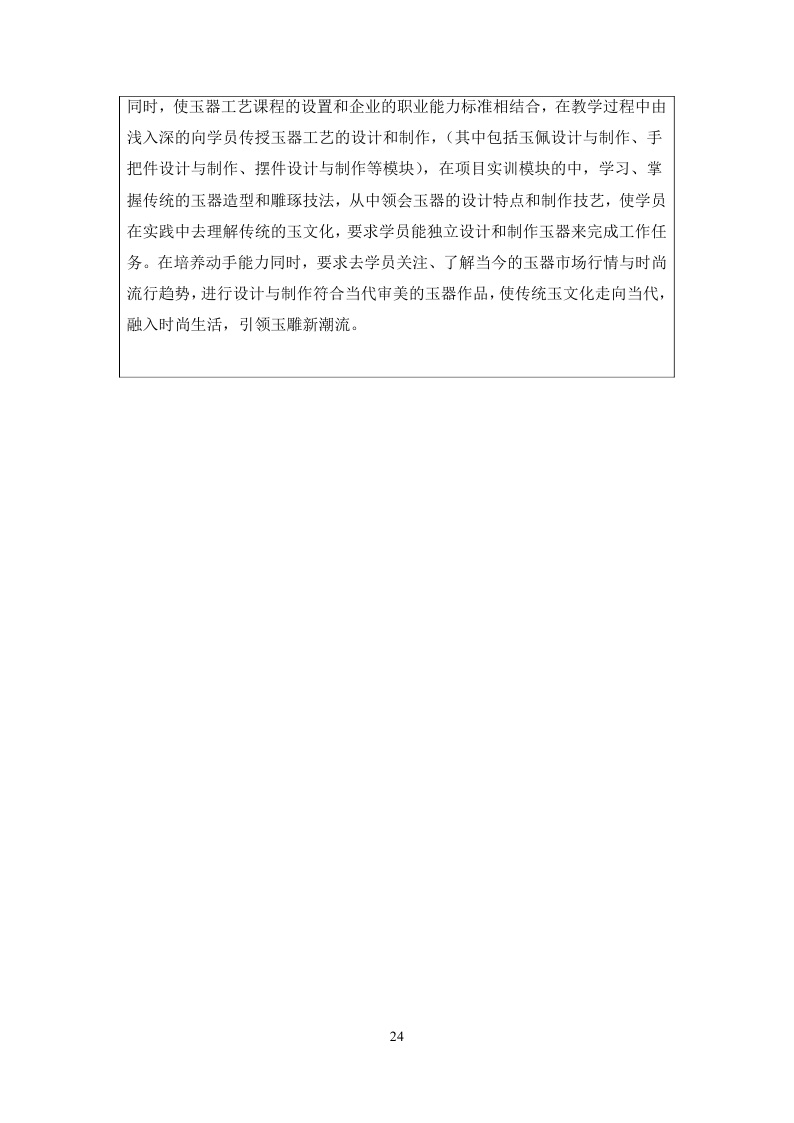 同时，使玉器工艺课程的设置和企业的职业能力标准相结合，在教学过程中由
浅入深的向学员传授玉器工艺的设计和制作，（其中包括玉佩设计与制作、手
把件设计与制作、摆件设计与制作等模块），在项目实训模块的中，学习、掌
握传统的玉器造型和雕琢技法，从中领会玉器的设计特点和制作技艺，使学员
在实践中去理解传统的玉文化，要求学员能独立设计和制作玉器来完成工作任
务。在培养动手能力同时，要求去学员关注、了解当今的玉器市场行情与时尚
流行趋势，进行设计与制作符合当代审美的玉器作品，使传统玉文化走向当代，
融入时尚生活，引领玉雕新潮流。
24